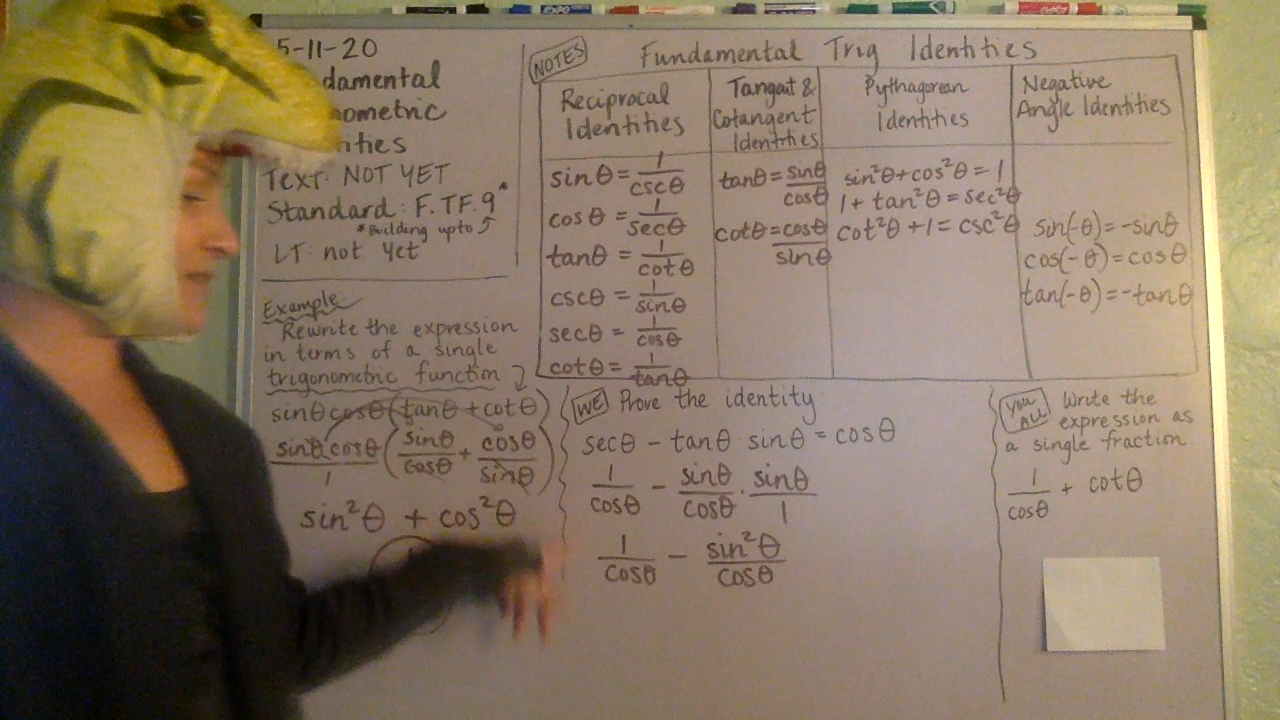 EXPO
5-11-20
damental
nometric
ities
TEXT: NOT YET
Standard: F.TF.9*
*Building up to
LT: not yet
Example:
Rewrite the expression
in terms of a single
trigonometric function
sinθcosθ(tanθ+cotθ)
sinθcosθ/1 (sinθ/cosθ + cosθ/sinθ)
sin²θ + cos²θ
NOTES
Fundamental Trig Identities
Reciprocal
Identities
sinθ = 1/cscθ
cosθ = 1/secθ
tanθ = 1/cotθ
cscθ = 1/sinθ
secθ = 1/cosθ
cotθ = 1/tanθ
Tangent &
Cotangent
Identities
tanθ = sinθ/cosθ
cotθ = cosθ/sinθ
Pythagorean
Identities
sin²θ+cos²θ = 1
1 + tan²θ = sec²θ
cot²θ + 1 = csc²θ
Negative
Angle Identities
sin(-θ) = -sinθ
cos(-θ) = cosθ
tan(-θ) = -tanθ
WE Prove the identity
secθ - tanθ · sinθ = cosθ
1/cosθ - sinθ/cosθ · sinθ/1
1/cosθ - sin²θ/cosθ
YOU ALL Write the
expression as
a single fraction.
1/cosθ + cotθ